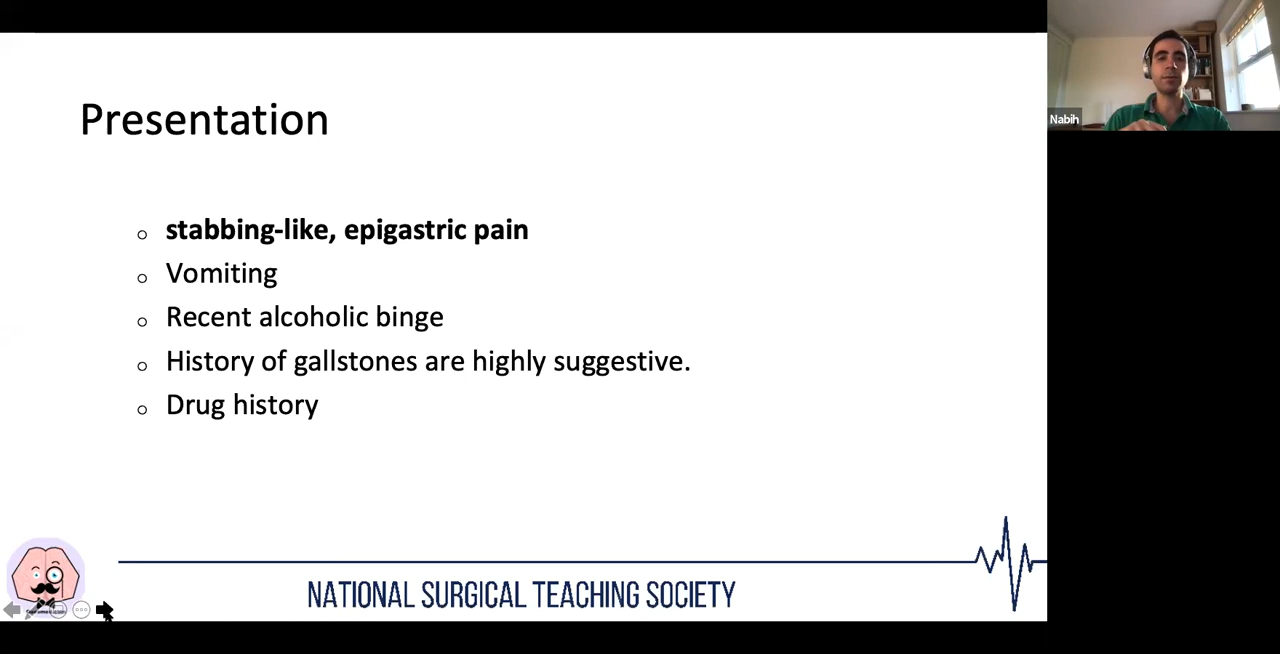 Presentation
stabbing-like, epigastric pain
Vomiting
Recent alcoholic binge
History of gallstones are highly suggestive.
Drug history
NATIONAL SURGICAL TEACHING SOCIETY
Nabih